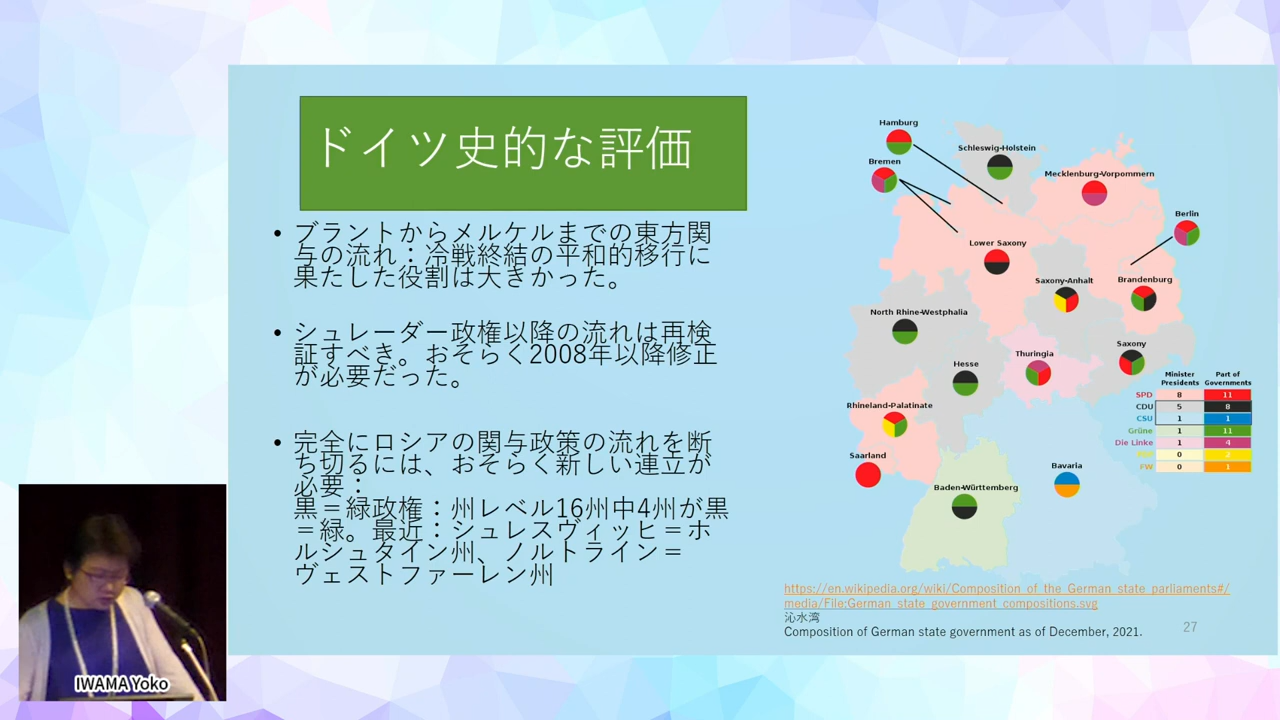 ドイツ史的な評価
• ブラントからメルケルまでの東方関
与の流れ：冷戦終結の平和的移行に
果たした役割は大きかった。
• シュレーダー政権以降の流れは再検
証すべき。おそらく2008年以降修正
が必要だった。
• 完全にロシアの関与政策の流れを断
ち切るには、おそらく新しい連立が
必要：
黒＝緑政権：州レベル16州中4州が黒
＝緑。最近：シュレスヴィッヒ＝ホ
ルシュタイン州、ノルトライン＝
ヴェストファーレン州
Hamburg
Schleswig-Holstein
Bremen
Mecklenburg-Vorpommern
Berlin
Lower Saxony
Saxony-Anhalt
Brandenburg
North Rhine-Westphalia
Hesse
Thuringia
Saxony
Rhineland-Palatinate
Saarland
Baden-Württemberg
Bavaria
Minister Part of
Presidents Governments
SPD 8 11
CDU 5 8
CSU 1 1
Grüne 1 11
Die Linke 1 4
0 2
FW 0 1
https://en.wikipedia.org/wiki/Composition_of_the_German_state_parliaments#/
media/File:German_state_government_compositions.svg
沁水湾
Composition of German state government as of December, 2021.
27
IWAMA Yoko